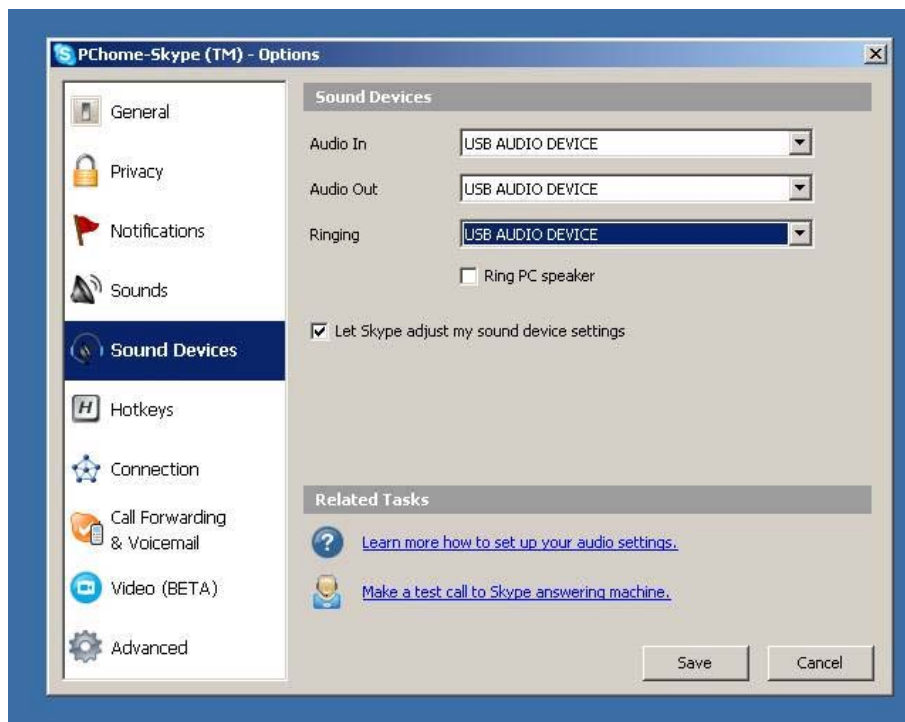 PChome-Skype (TM) - Options
General
Privacy
Notifications
Sounds
Sound Devices
Hotkeys
Connection
Call Forwarding
& Voicemail
Video (BETA)
Advanced
Sound Devices
Audio In USB AUDIO DEVICE
Audio Out USB AUDIO DEVICE
Ringing USB AUDIO DEVICE
Ring PC speaker
Let Skype adjust my sound device settings
Related Tasks
Learn more how to set up your audio settings.
Make a test call to Skype answering machine.
Save Cancel